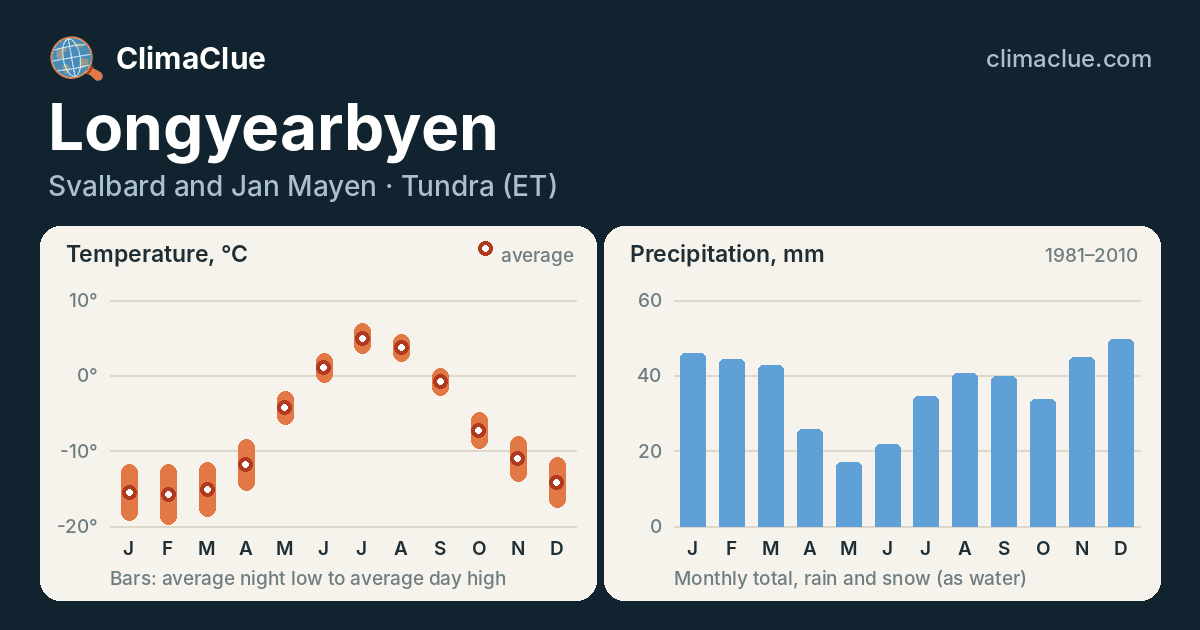 ClimaClue
climaclue.com
Longyearbyen
Svalbard and Jan Mayen · Tundra (ET)
Temperature, °C
average
10°
0°
-10°
-20°
J F M A M J J A S O N D
Bars: average night low to average day high
Precipitation, mm
1981–2010
60
40
20
0
J F M A M J J A S O N D
Monthly total, rain and snow (as water)